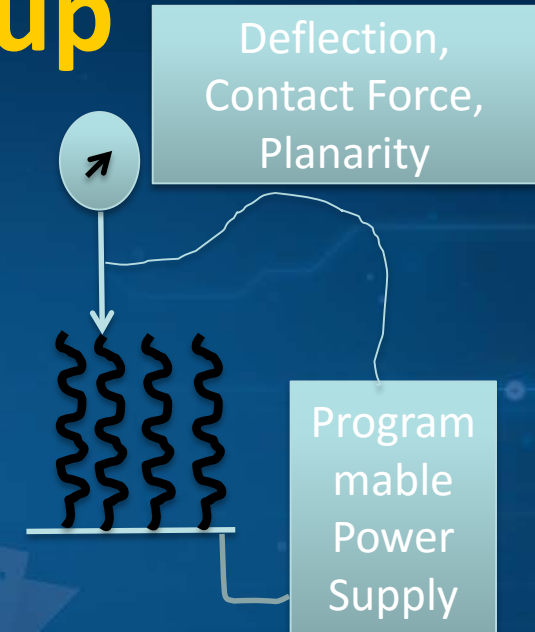 up
Deflection,
Contact Force,
Planarity
Program
mable
Power
Supply